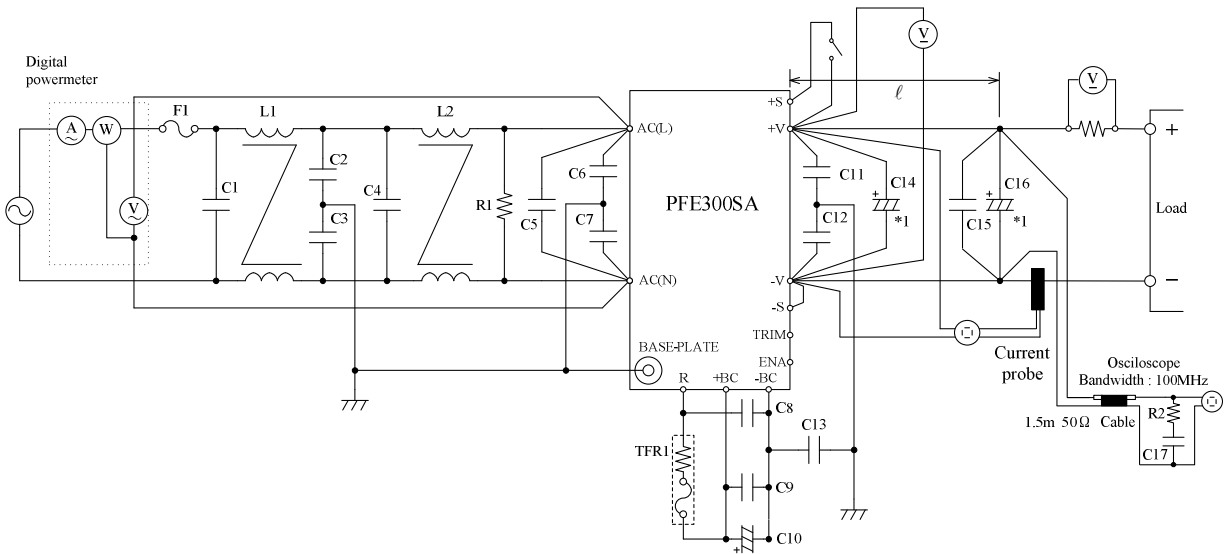 Digital
powermeter
A
W
V
F1
L1
L2
C1
C2
C3
C4
R1
C5
C6
C7
AC(L)
AC(N)
PFE300SA
BASE-PLATE
R
+BC
-BC
+S
+V
-V
-S
TRIM
ENA
TFR1
C8
C9
C10
+
C13
C11
C12
V
ℓ
+
C14
*1
C15
+
C16
*1
V
+
Load
−
Current
probe
Osciloscope
Bandwidth : 100MHz
1.5m 50Ω Cable
R2
C17